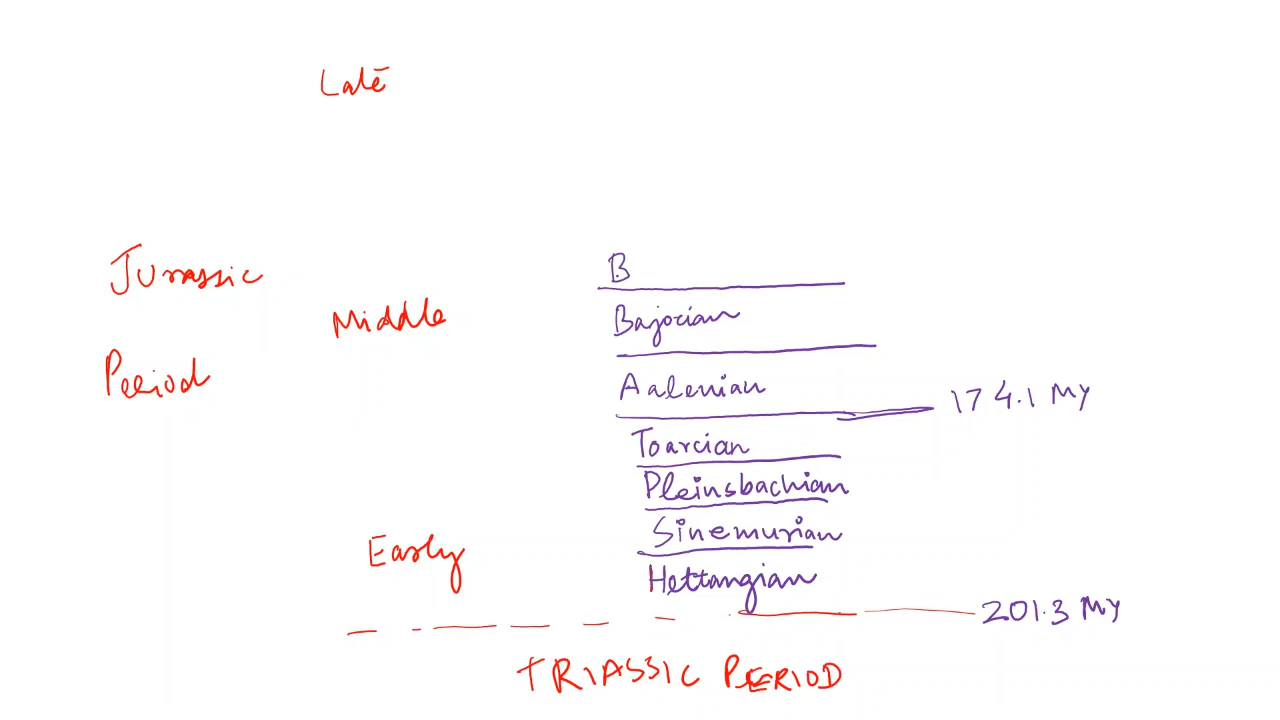 Late
Jurassic
Period
Middle
Early
B
Bajocian
Aalenian
174.1 My
Toarcian
Pleinsbachian
Sinemurian
Hettangian
201.3 My
TRIASSIC PERIOD